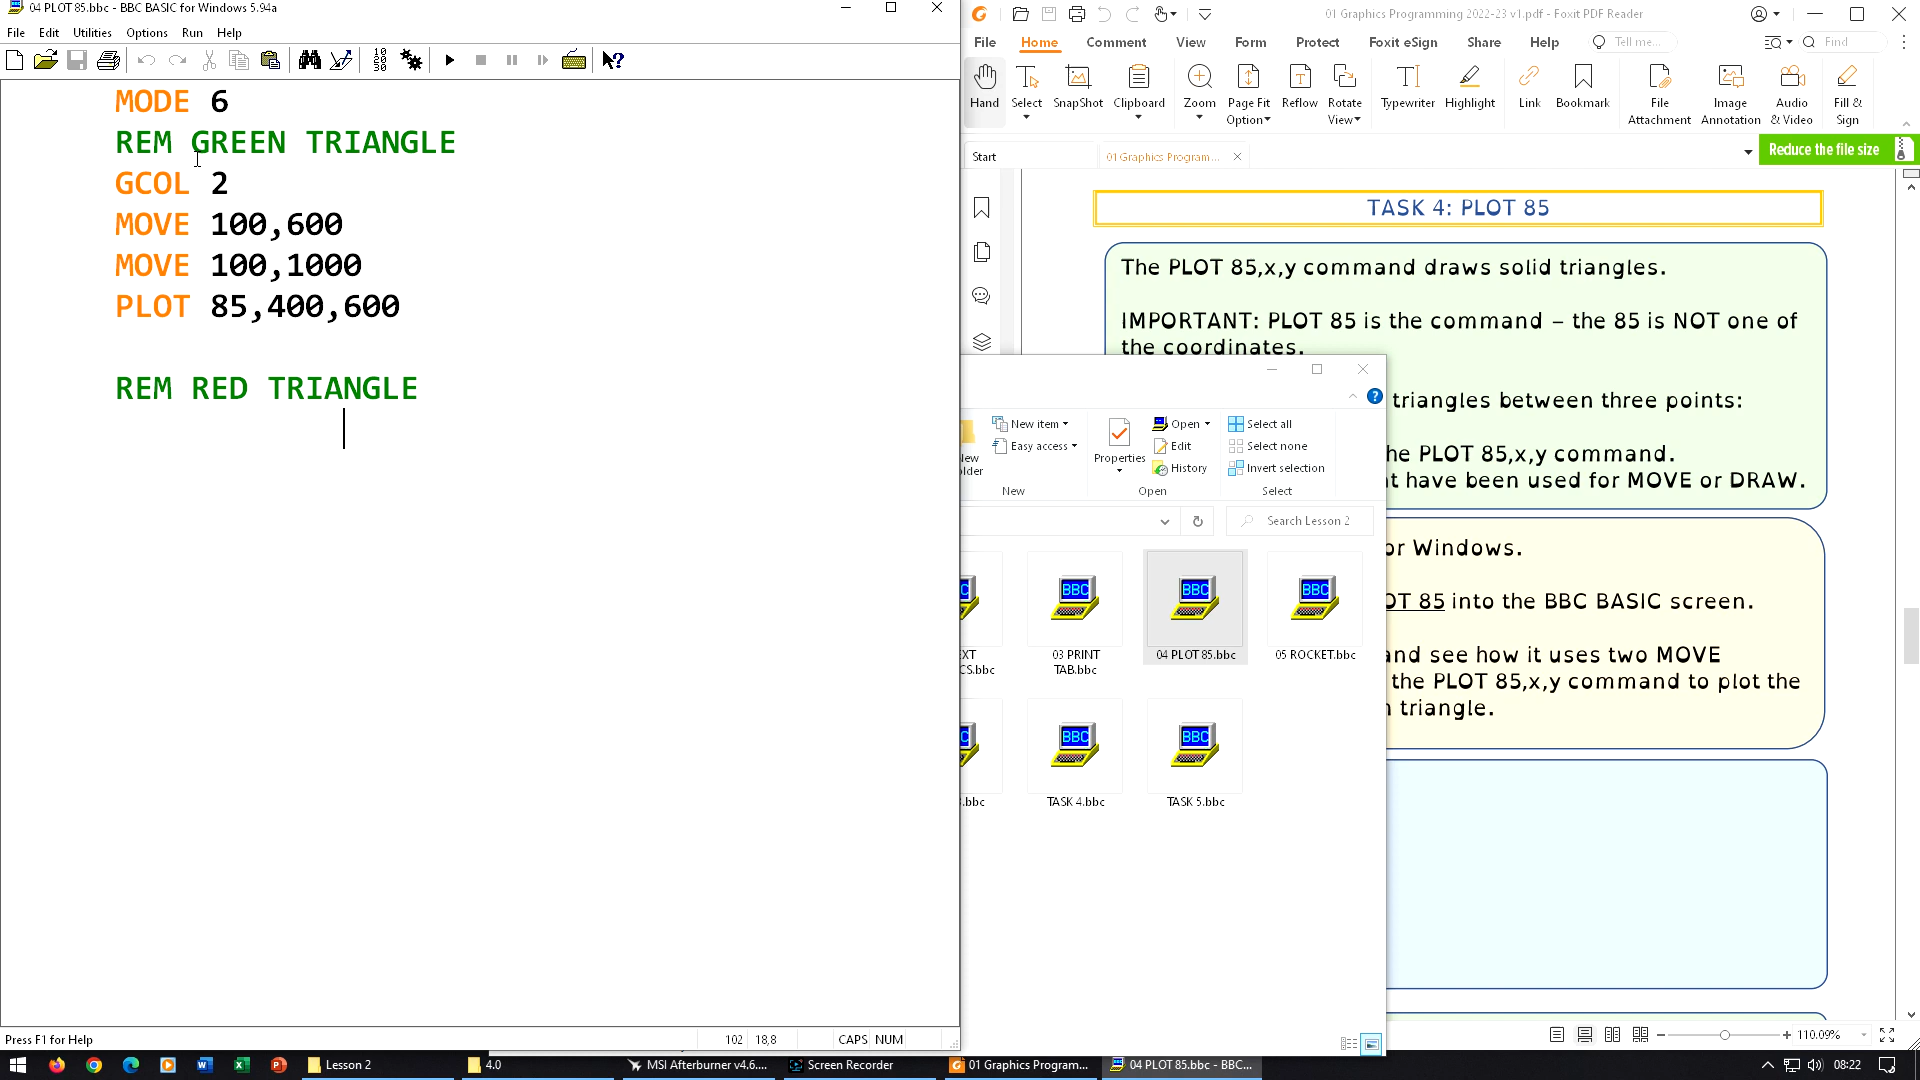 04 PLOT 85.bbc - BBC BASIC for Windows 5.94a
File Edit Utilities Options Run Help
MODE 6
REM GREEN TRIANGLE
GCOL 2
MOVE 100,600
MOVE 100,1000
PLOT 85,400,600
REM RED TRIANGLE
Press F1 for Help
102 18,8 CAPS NUM
01 Graphics Programming 2022-23 v1.pdf - Foxit PDF Reader
File Home Comment View Form Protect Foxit eSign Share Help Tell me... Find
Hand Select SnapShot Clipboard Zoom Page Fit Option Reflow Rotate View Typewriter Highlight Link Bookmark File Attachment Image Annotation Audio & Video Fill & Sign
Start 01 Graphics Program... Reduce the file size
TASK 4: PLOT 85
The PLOT 85,x,y command draws solid triangles.
IMPORTANT: PLOT 85 is the command – the 85 is NOT one of
the coordinates.
triangles between three points:
he PLOT 85,x,y command.
t have been used for MOVE or DRAW.
or Windows.
OT 85 into the BBC BASIC screen.
and see how it uses two MOVE
the PLOT 85,x,y command to plot the
triangle.
New item Open Select all
Easy access Edit Select none
Properties History Invert selection
New Open Select
Search Lesson 2
BBC BBC BBC
03 PRINT TAB.bbc 04 PLOT 85.bbc 05 ROCKET.bbc
BBC BBC
.bbc TASK 4.bbc TASK 5.bbc
110.09%
Lesson 2 4.0 MSI Afterburner v4.6.... Screen Recorder 01 Graphics Program... 04 PLOT 85.bbc - BBC... 08:22